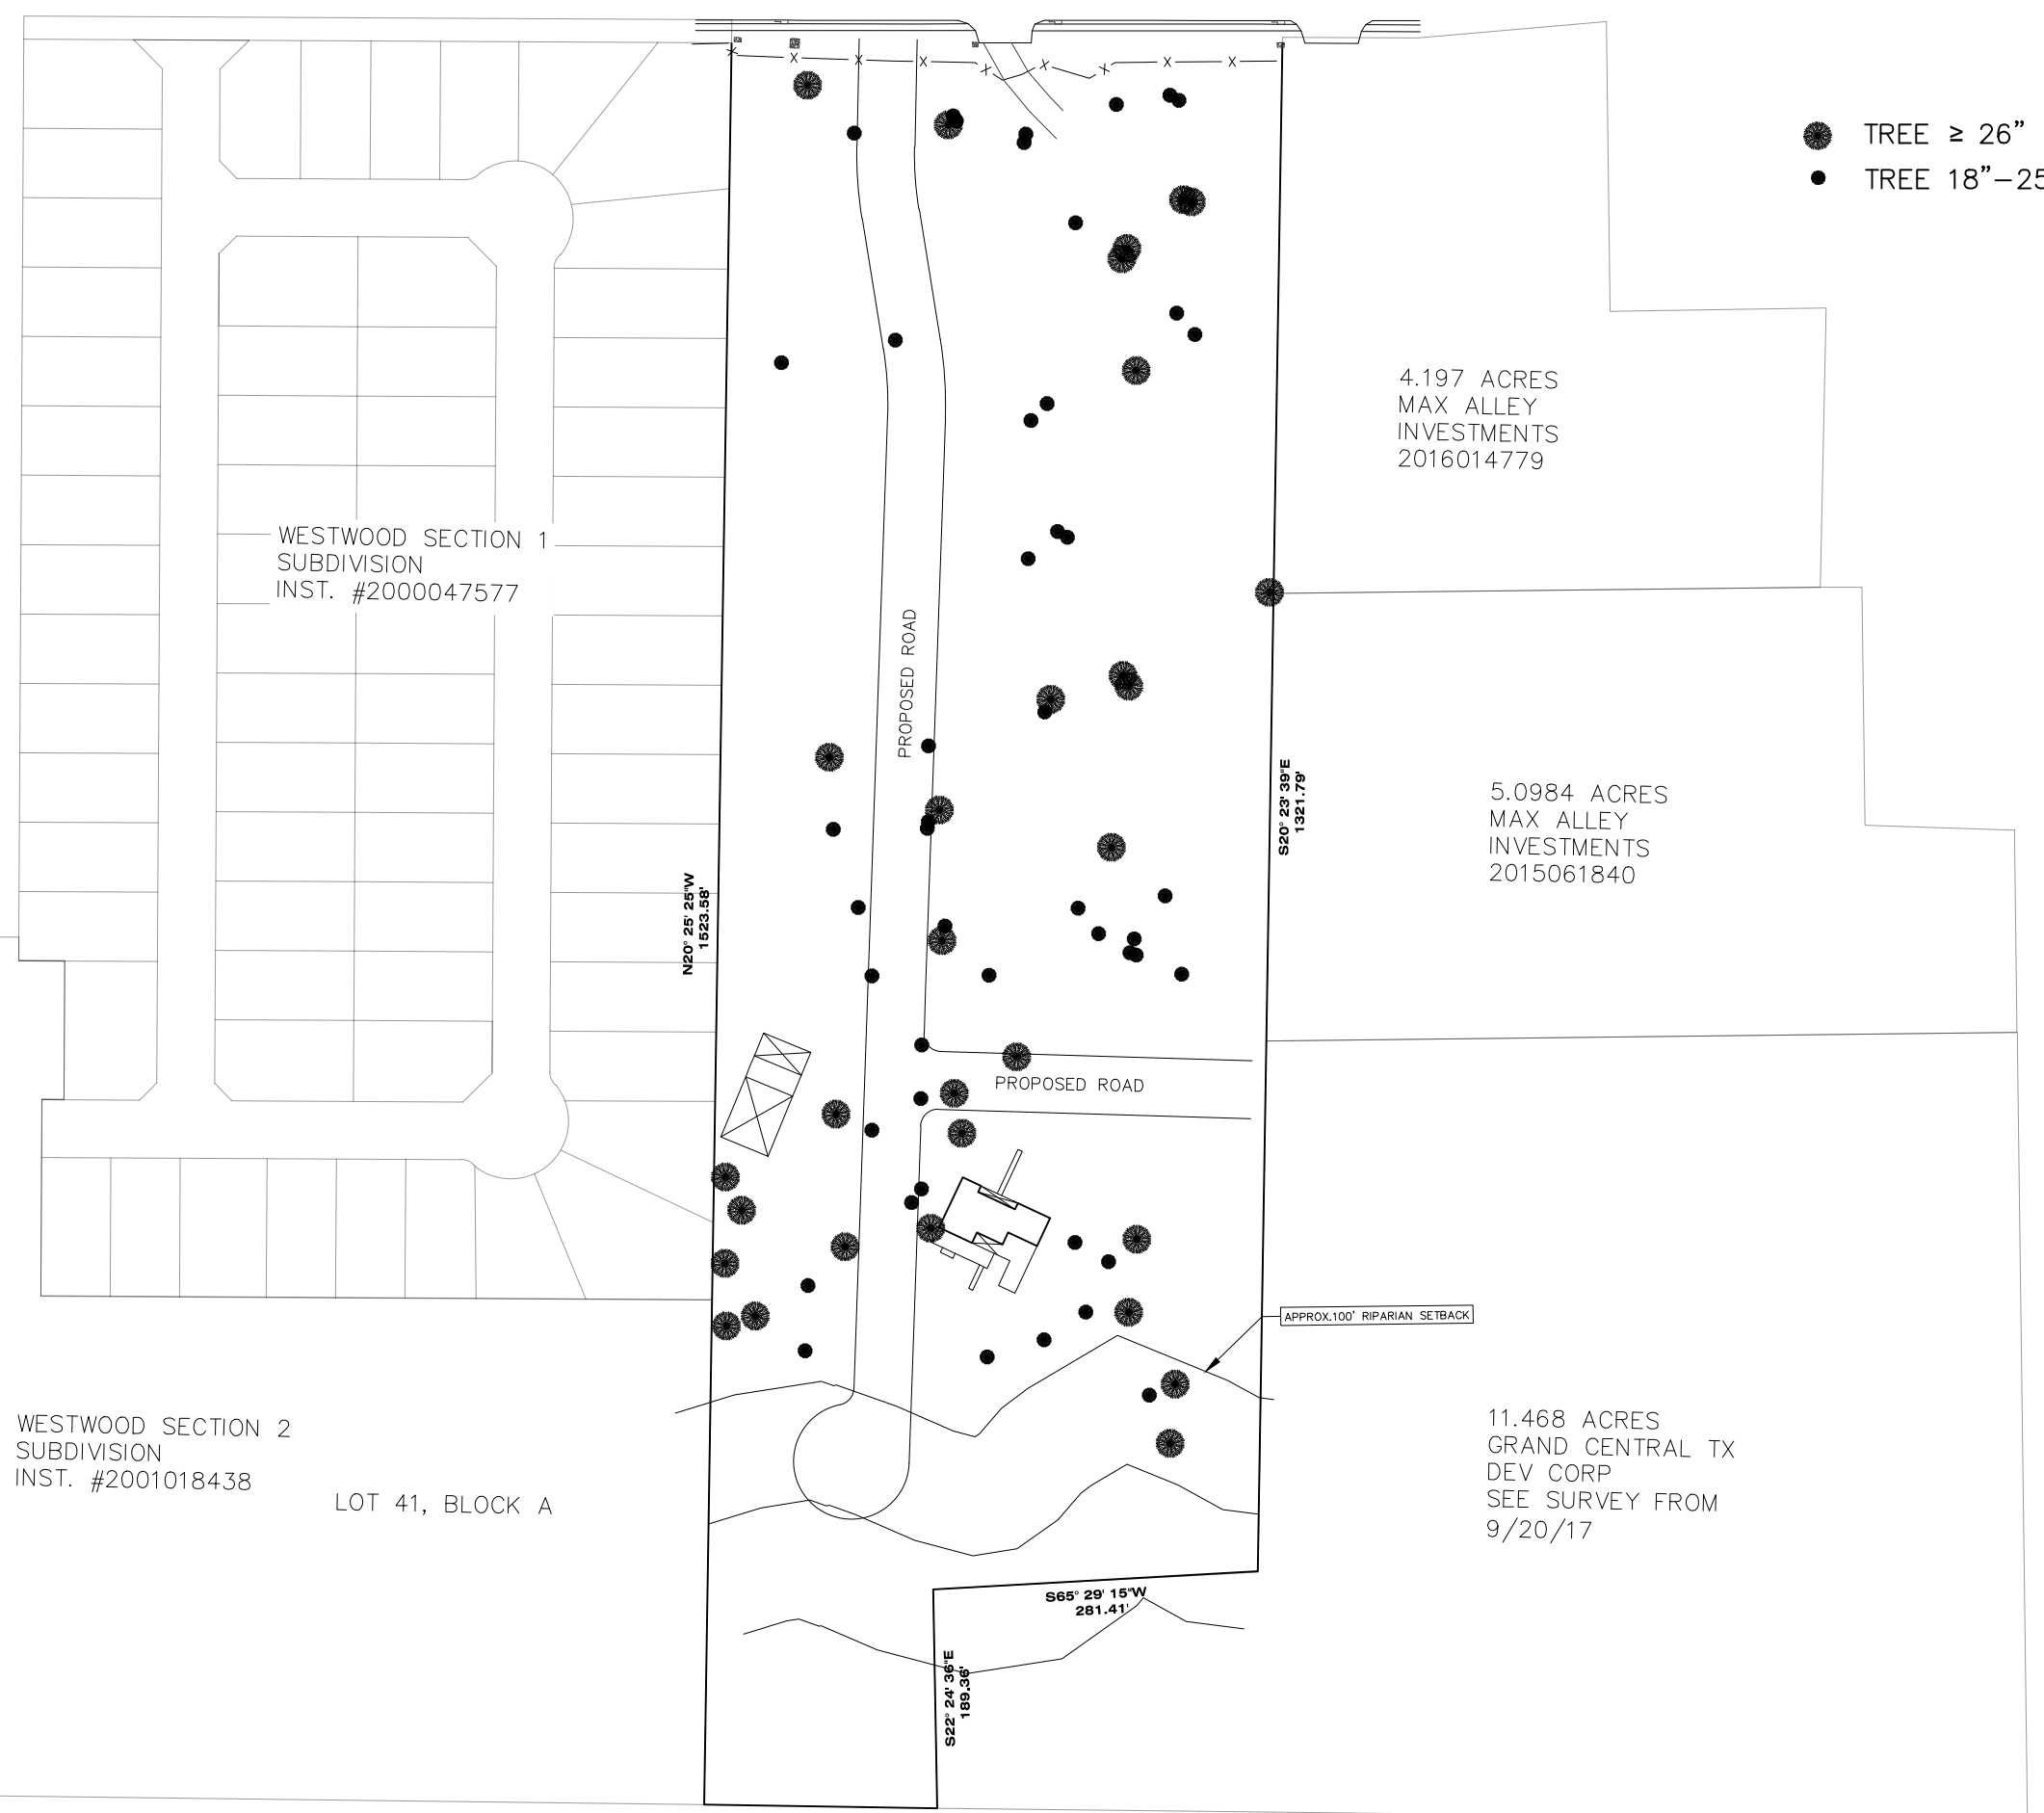 TREE ≥ 26”
TREE 18”–25
4.197 ACRES
MAX ALLEY
INVESTMENTS
2016014779
WESTWOOD SECTION 1
SUBDIVISION
INST. #2000047577
PROPOSED ROAD
5.0984 ACRES
MAX ALLEY
INVESTMENTS
2015061840
S20° 23' 39"E
1321.79'
N20° 25' 25"W
1523.58'
PROPOSED ROAD
APPROX.100' RIPARIAN SETBACK
WESTWOOD SECTION 2
SUBDIVISION
INST. #2001018438
LOT 41, BLOCK A
11.468 ACRES
GRAND CENTRAL TX
DEV CORP
SEE SURVEY FROM
9/20/17
S65° 29' 15"W
281.41'
S22° 24' 36"E
189.36'